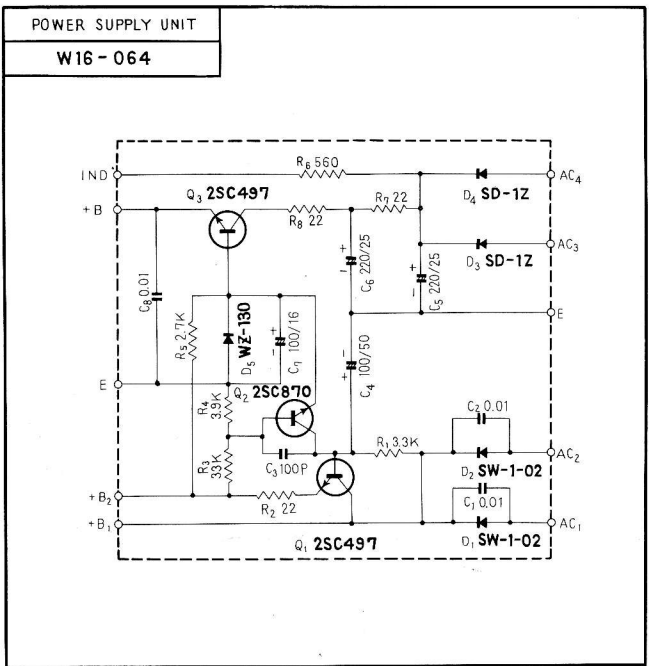 POWER SUPPLY UNIT
W16-064
IND
R6 560
D4 SD-1Z
AC4
+B
Q3 2SC497
R8 22
R7 22
D3 SD-1Z
AC3
C8 0.01
+
-
C6 220/25
+
-
C5 220/25
R5 2.7K
D5 WZ-130
+
-
C7 100/16
E
-
+
C4 100/50
E
Q2 2SC870
R4 3.9K
C3 100P
R3 33K
R1 3.3K
C2 0.01
D2 SW-1-02
AC2
+B2
R2 22
C1 0.01
+B1
D1 SW-1-02
AC1
Q1 2SC497